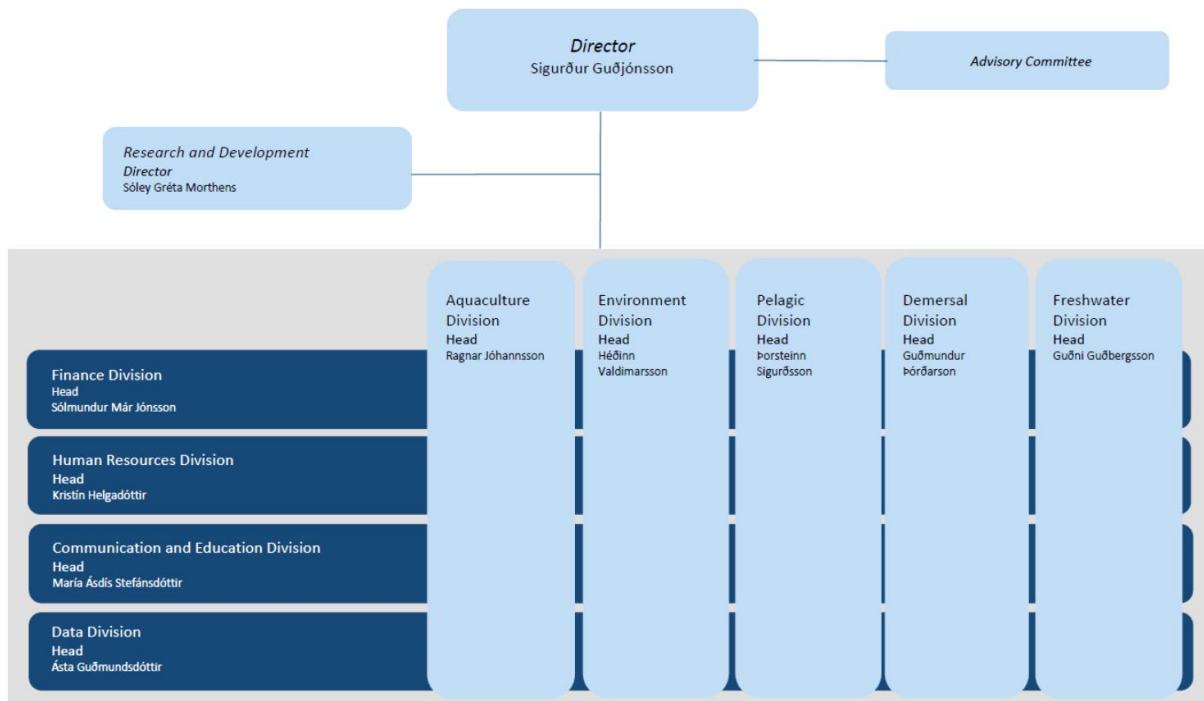 Director
Sigurður Guðjónsson
Advisory Committee
Research and Development
Director
Sóley Gréta Morthens
Aquaculture
Division
Head
Ragnar Jóhannsson
Environment
Division
Head
Héðinn
Valdimarsson
Pelagic
Division
Head
Þorsteinn
Sigurðsson
Demersal
Division
Head
Guðmundur
Þórðarson
Freshwater
Division
Head
Guðni Guðbergsson
Finance Division
Head
Sólmundur Már Jónsson
Human Resources Division
Head
Kristín Helgadóttir
Communication and Education Division
Head
María Ásdís Stefánsdóttir
Data Division
Head
Ásta Guðmundsdóttir